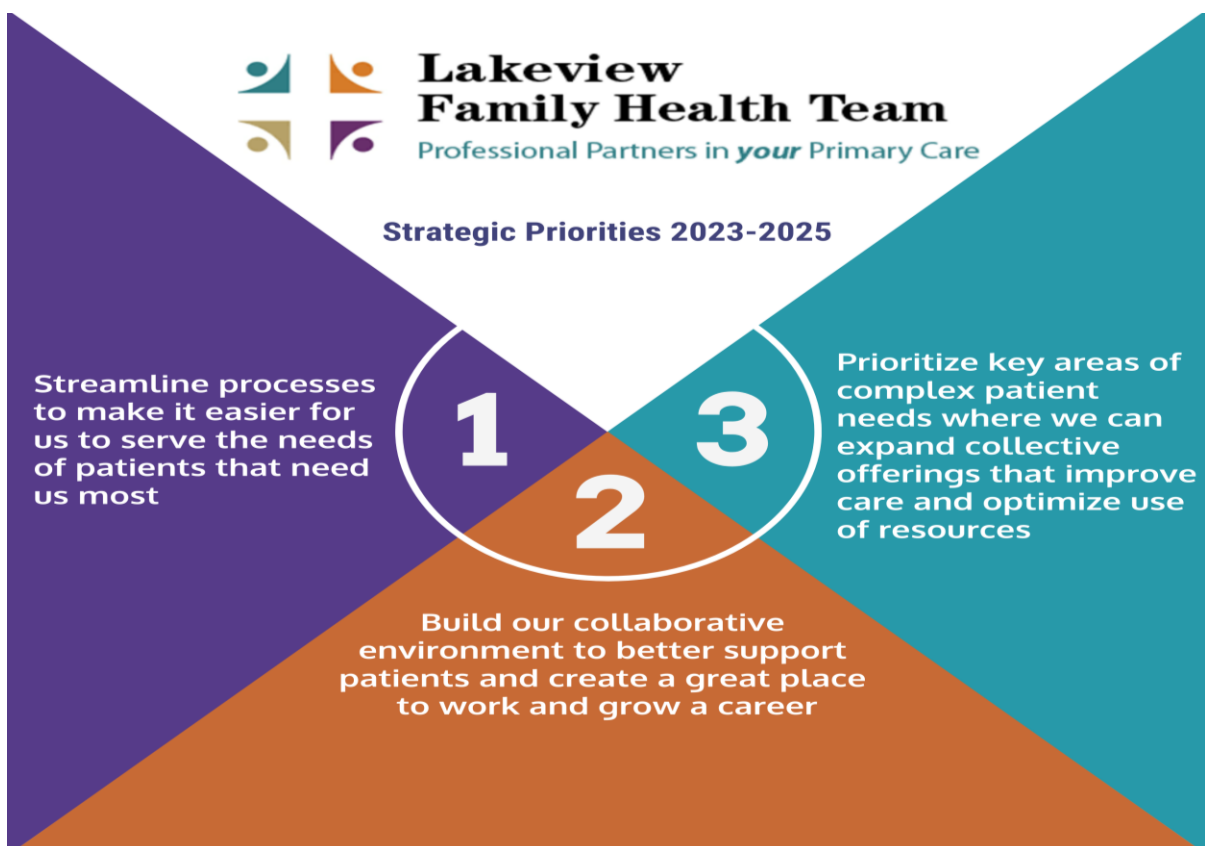 Lakeview
Family Health Team
Professional Partners in your Primary Care
Strategic Priorities 2023-2025
1
Streamline processes
to make it easier for
us to serve the needs
of patients that need
us most
2
Build our collaborative
environment to better support
patients and create a great place
to work and grow a career
3
Prioritize key areas of
complex patient
needs where we can
expand collective
offerings that improve
care and optimize use
of resources